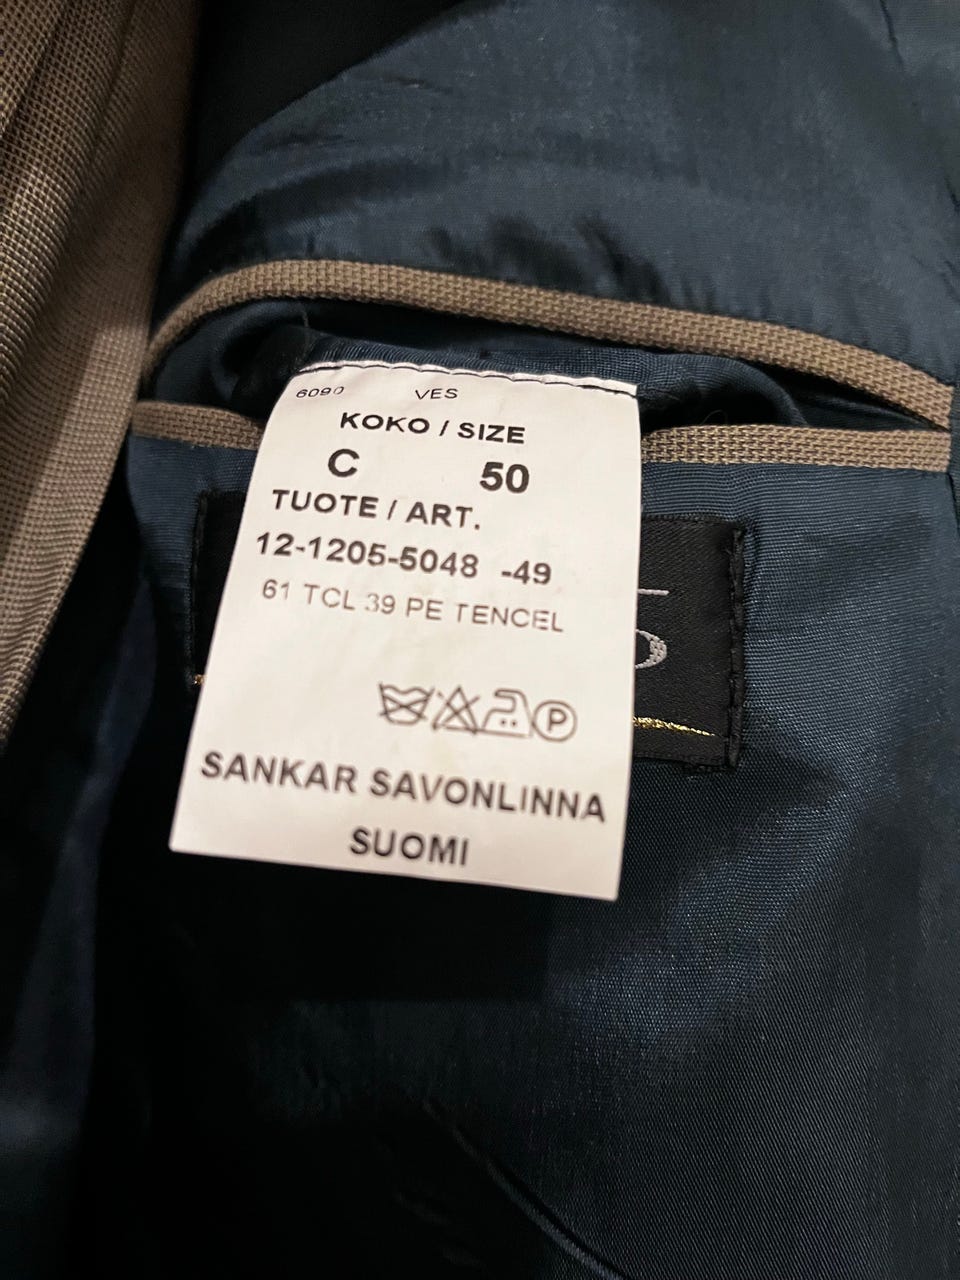 6090 VES
KOKO / SIZE
C 50
TUOTE / ART.
12-1205-5048 -49
61 TCL 39 PE TENCEL
P
SANKAR SAVONLINNA
SUOMI